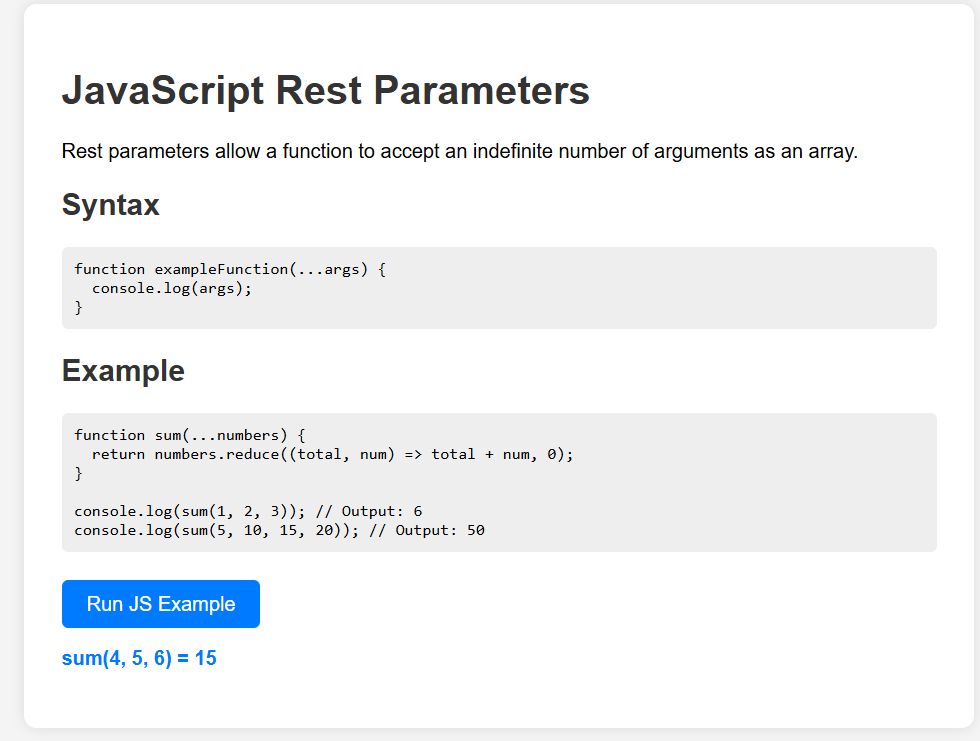 JavaScript Rest Parameters
Rest parameters allow a function to accept an indefinite number of arguments as an array.
Syntax
function exampleFunction(...args) {
  console.log(args);
}
Example
function sum(...numbers) {
  return numbers.reduce((total, num) => total + num, 0);
}
console.log(sum(1, 2, 3)); // Output: 6
console.log(sum(5, 10, 15, 20)); // Output: 50
Run JS Example
sum(4, 5, 6) = 15